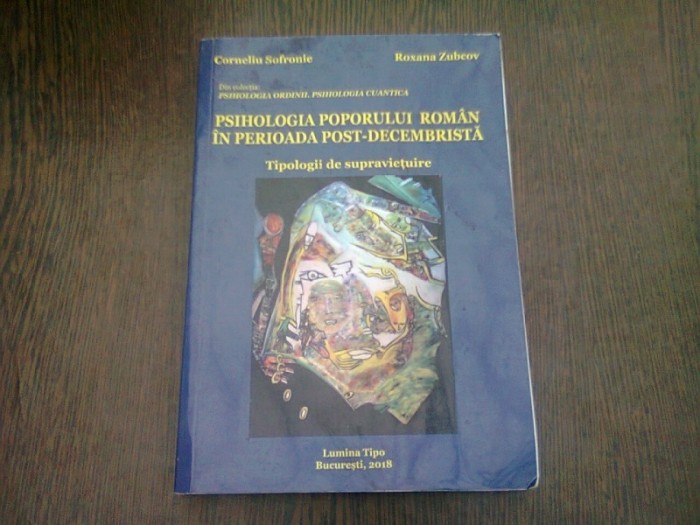 Corneliu Sofronie Roxana Zubcov
Din colecția:
PSIHOLOGIA ORDINII. PSIHOLOGIA CUANTICA
PSIHOLOGIA POPORULUI ROMÂN
ÎN PERIOADA POST-DECEMBRISTĂ
Tipologii de supraviețuire
Lumina Tipo
București, 2018